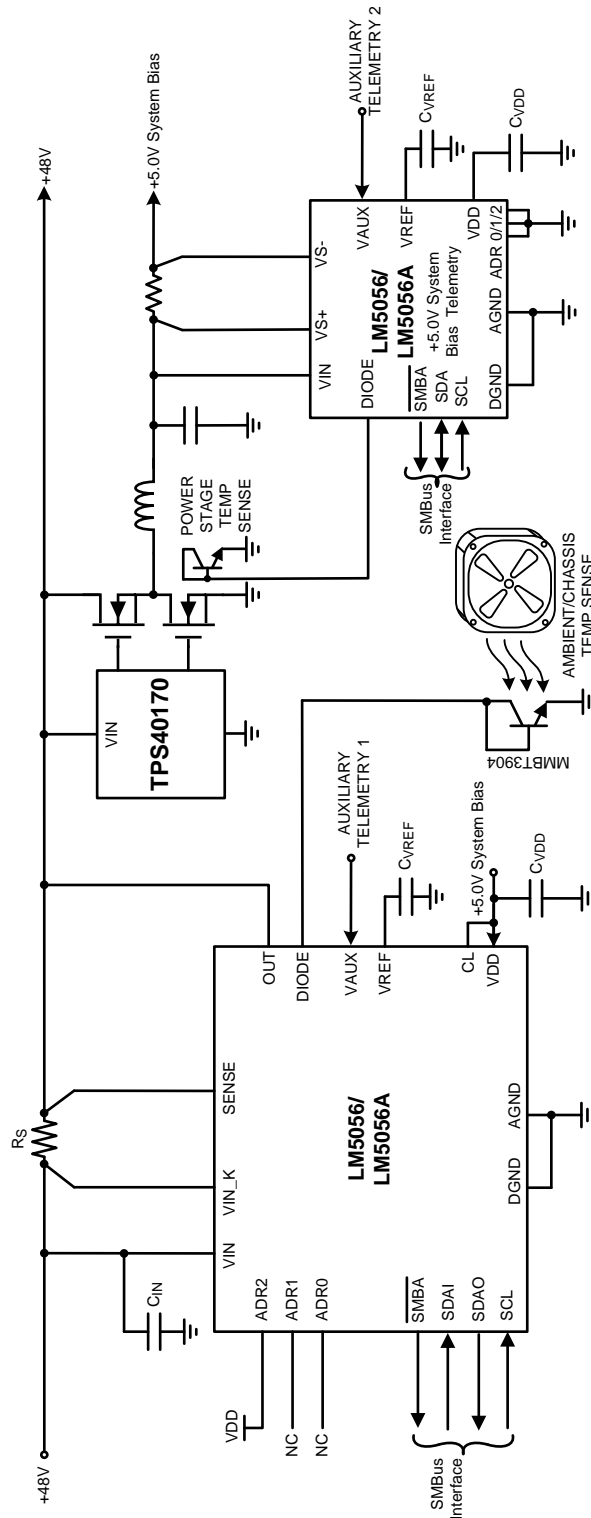 +48V
+48V
RS
CIN
VIN
VIN_K
SENSE
OUT
ADR2
ADR1
ADR0
VDD
NC
NC
LM5056/
LM5056A
DIODE
VAUX
VREF
CL
VDD
AUXILIARY
TELEMETRY 1
CVREF
+5.0V System Bias
CVDD
SMBA
SDAI
SDAO
SCL
SMBus
Interface
DGND
AGND
MMBT3904
AMBIENT/CHASSIS
TEMP SENSE
VIN
TPS40170
POWER
STAGE
TEMP
SENSE
+5.0V System Bias
VIN
VS+
VS-
DIODE
LM5056/
LM5056A
+5.0V System
Bias Telemetry
VAUX
VREF
VDD
AUXILIARY
TELEMETRY 2
CVREF
CVDD
SMBA
SDA
SCL
SMBus
Interface
DGND
AGND
ADR 0/1/2